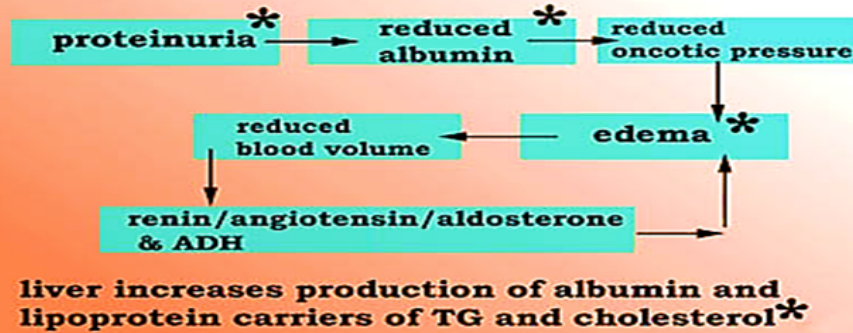 proteinuria*
reduced
albumin*
reduced
oncotic pressure
edema*
reduced
blood volume
renin/angiotensin/aldosterone
& ADH
liver increases production of albumin and
lipoprotein carriers of TG and cholesterol*